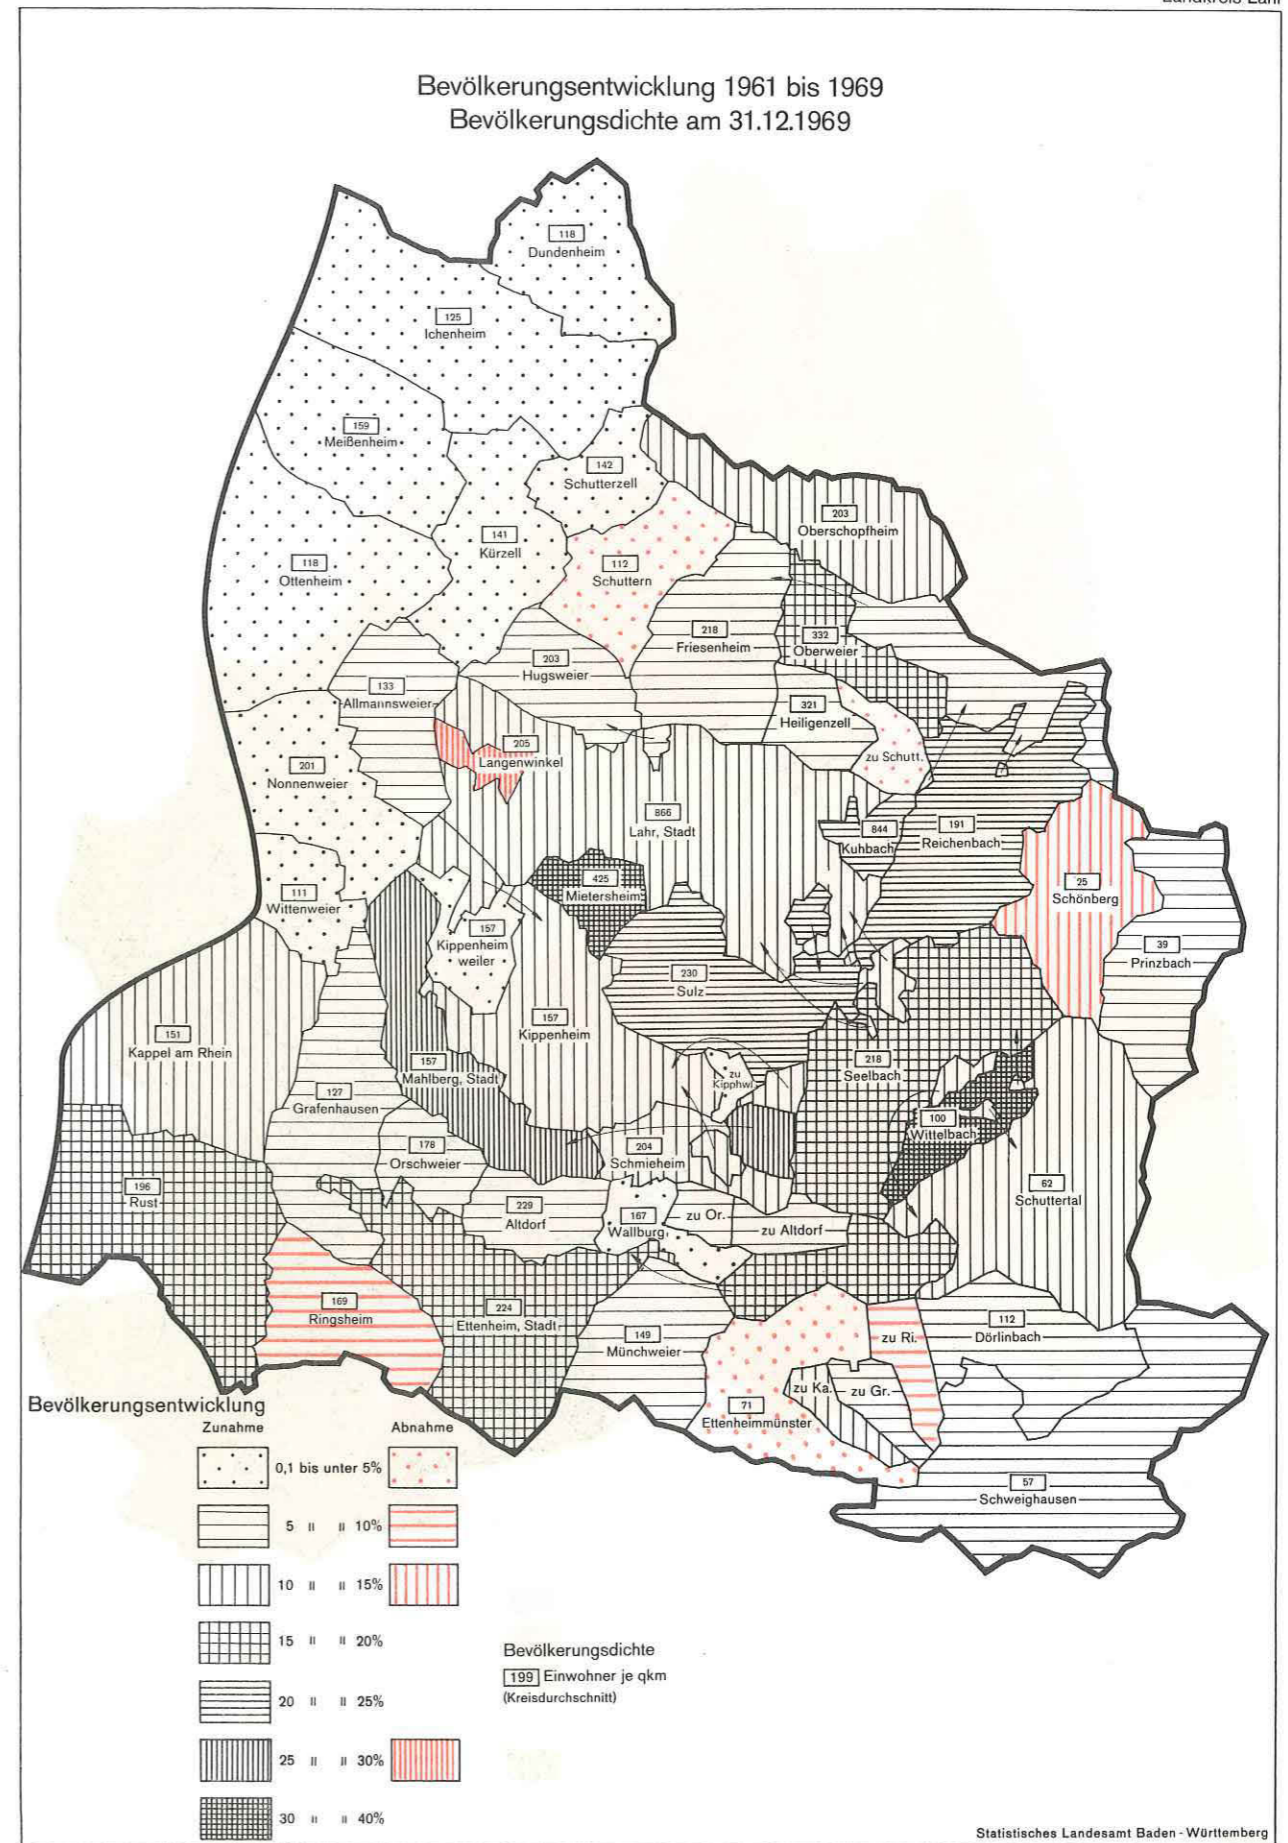 Landkreis Lahr
Bevölkerungsentwicklung 1961 bis 1969
Bevölkerungsdichte am 31.12.1969
118
Dundenheim
125
Ichenheim
159
Meißenheim
142
Schutterzell
203
Oberschopfheim
141
Kürzell
118
Ottenheim
112
Schuttern
218
Friesenheim
332
Oberweier
203
Hugsweier
133
Allmannsweier
321
Heiligenzell
205
Langenwinkel
zu Schutt.
201
Nonnenweier
866
Lahr, Stadt
844
Kuhbach
191
Reichenbach
425
Mietersheim
25
Schönberg
111
Wittenweier
157
Kippenheim
weiler
39
Prinzbach
230
Sulz
151
Kappel am Rhein
157
Kippenheim
157
Mahlberg, Stadt
218
Seelbach
zu
Kipphwl
127
Grafenhausen
100
Wittelbach
178
Orschweier
204
Schmieheim
196
Rust
62
Schuttertal
229
Altdorf
167
Wallburg
zu Or.
zu Altdorf
169
Ringsheim
224
Ettenheim, Stadt
149
Münchweier
zu Ri.
112
Dörlinbach
zu Ka.
zu Gr.
71
Ettenheimmünster
57
Schweighausen
Bevölkerungsentwicklung
Zunahme Abnahme
0,1 bis unter 5%
5 " " 10%
10 " " 15%
15 " " 20%
20 " " 25%
25 " " 30%
30 " " 40%
Bevölkerungsdichte
199 Einwohner je qkm
(Kreisdurchschnitt)
Statistisches Landesamt Baden-Württemberg